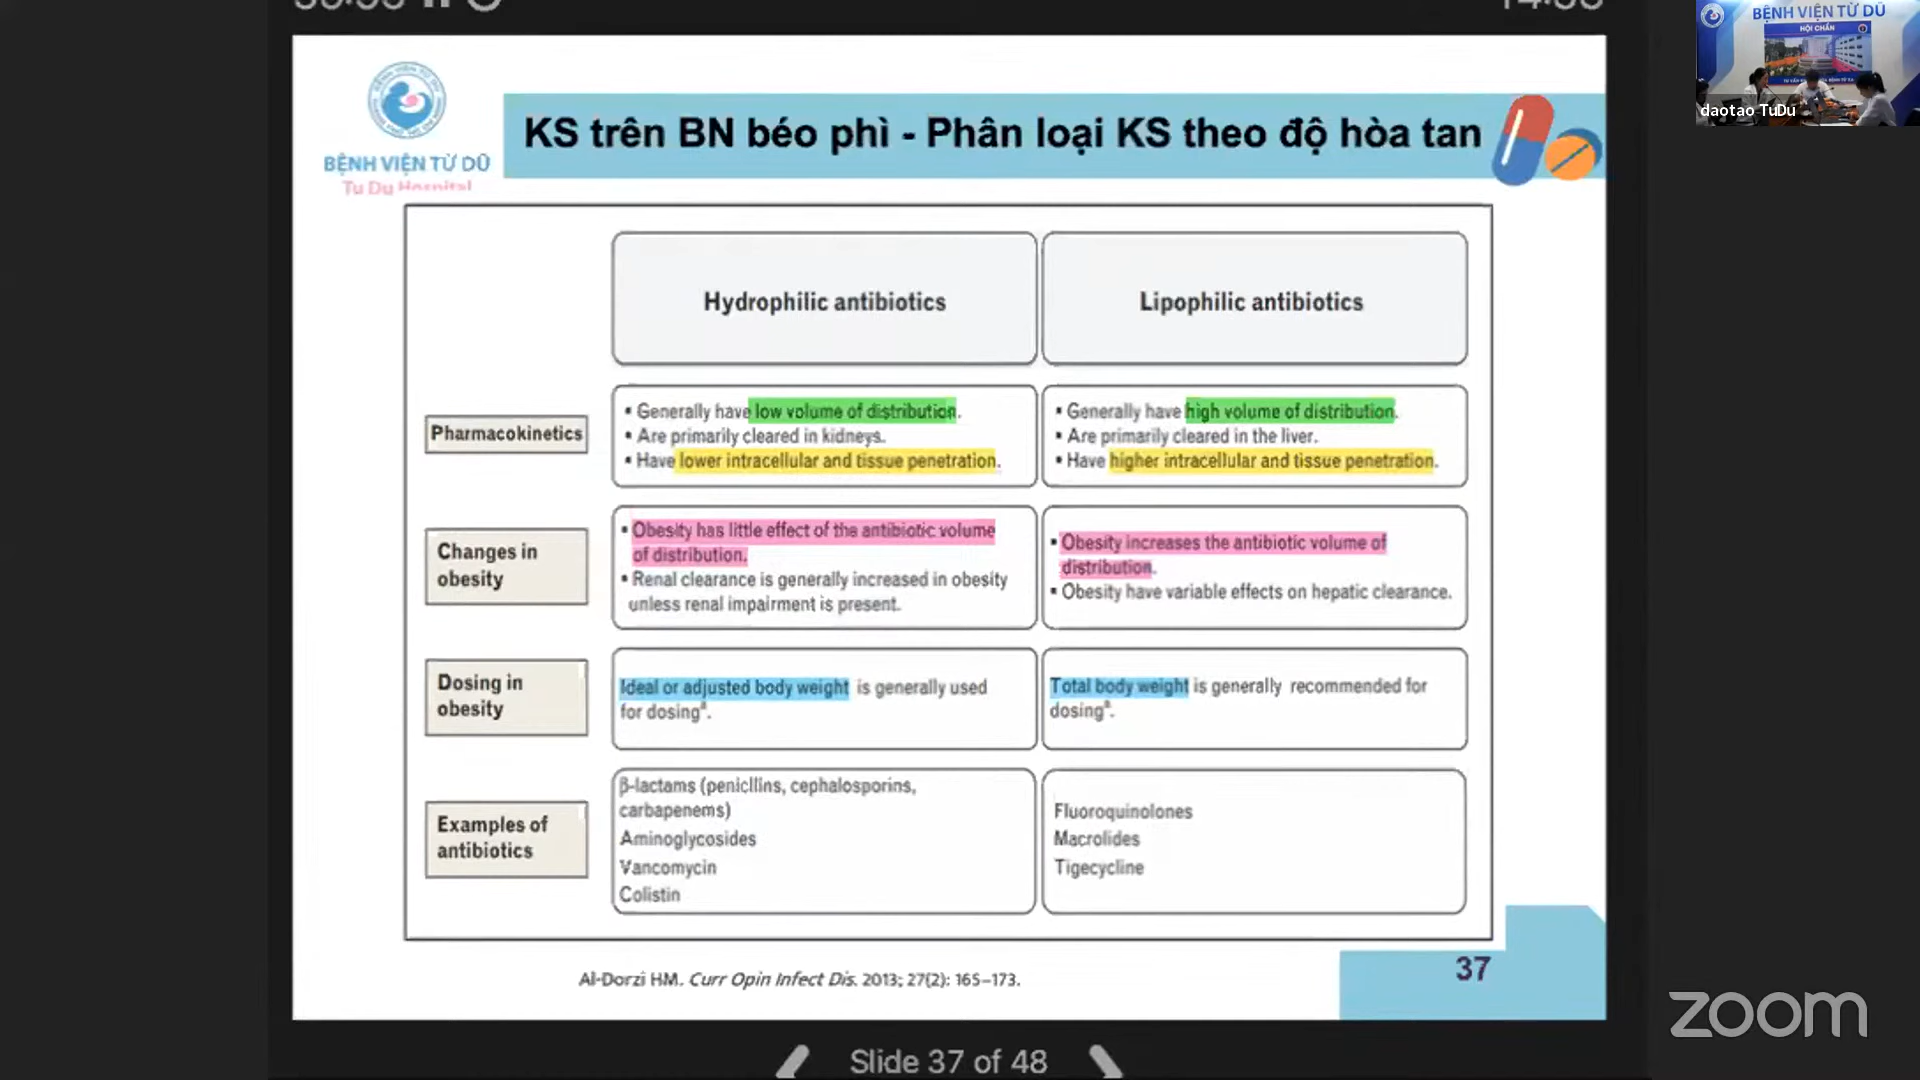 BỆNH VIỆN TỪ DŨ
HỘI CHẨN
daotao TuDu
BỆNH VIỆN TỪ DŨ
Tu Du Hospital
KS trên BN béo phì - Phân loại KS theo độ hòa tan
Hydrophilic antibiotics
Lipophilic antibiotics
Pharmacokinetics
▪ Generally have low volume of distribution.
▪ Are primarily cleared in kidneys.
▪ Have lower intracellular and tissue penetration.
▪ Generally have high volume of distribution.
▪ Are primarily cleared in the liver.
▪ Have higher intracellular and tissue penetration.
Changes in
obesity
▪ Obesity has little effect of the antibiotic volume
of distribution.
▪ Renal clearance is generally increased in obesity
unless renal impairment is present.
▪ Obesity increases the antibiotic volume of
distribution.
▪ Obesity have variable effects on hepatic clearance.
Dosing in
obesity
Ideal or adjusted body weight is generally used
for dosingª.
Total body weight is generally recommended for
dosingª.
Examples of
antibiotics
β-lactams (penicllins, cephalosporins,
carbapenems)
Aminoglycosides
Vancomycin
Colistin
Fluoroquinolones
Macrolides
Tigecycline
Al-Dorzi HM. Curr Opin Infect Dis. 2013; 27(2): 165–173.
37
zoom
Slide 37 of 48